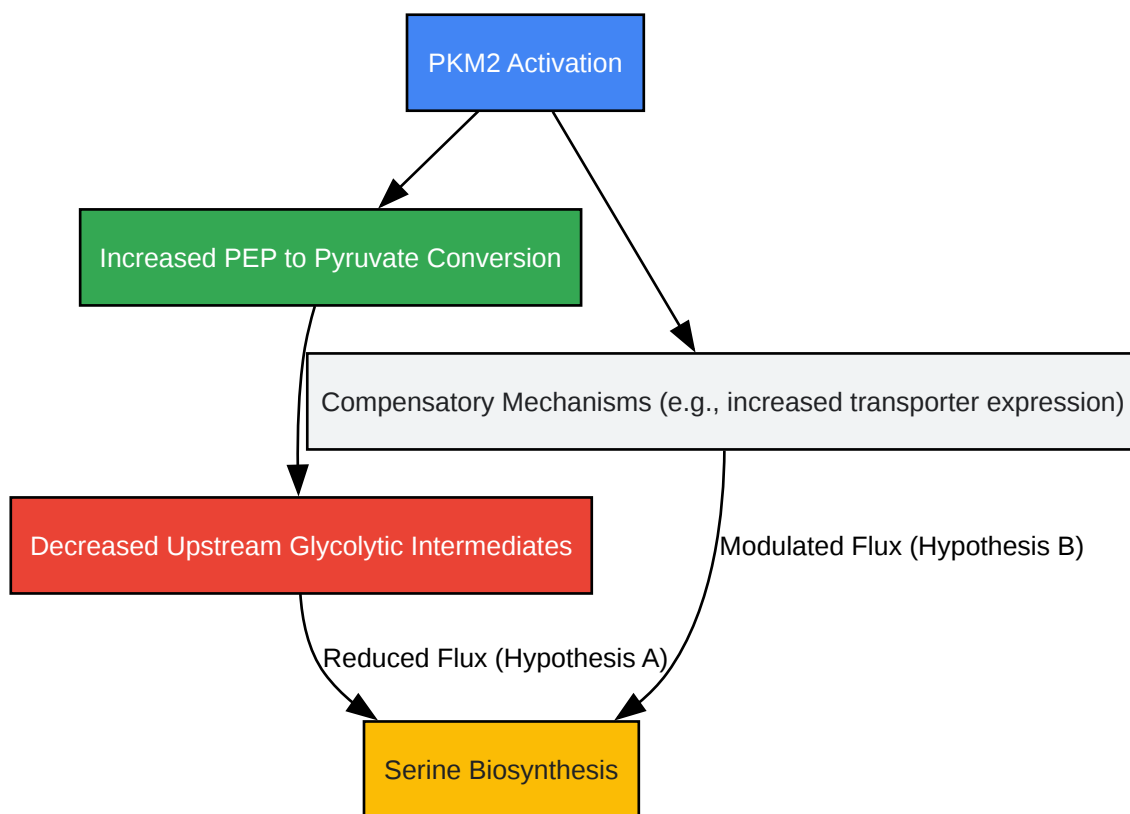 PKM2 Activation
Increased PEP to Pyruvate Conversion
Compensatory Mechanisms (e.g., increased transporter expression)
Decreased Upstream Glycolytic Intermediates
Modulated Flux (Hypothesis B)
Reduced Flux (Hypothesis A)
Serine Biosynthesis